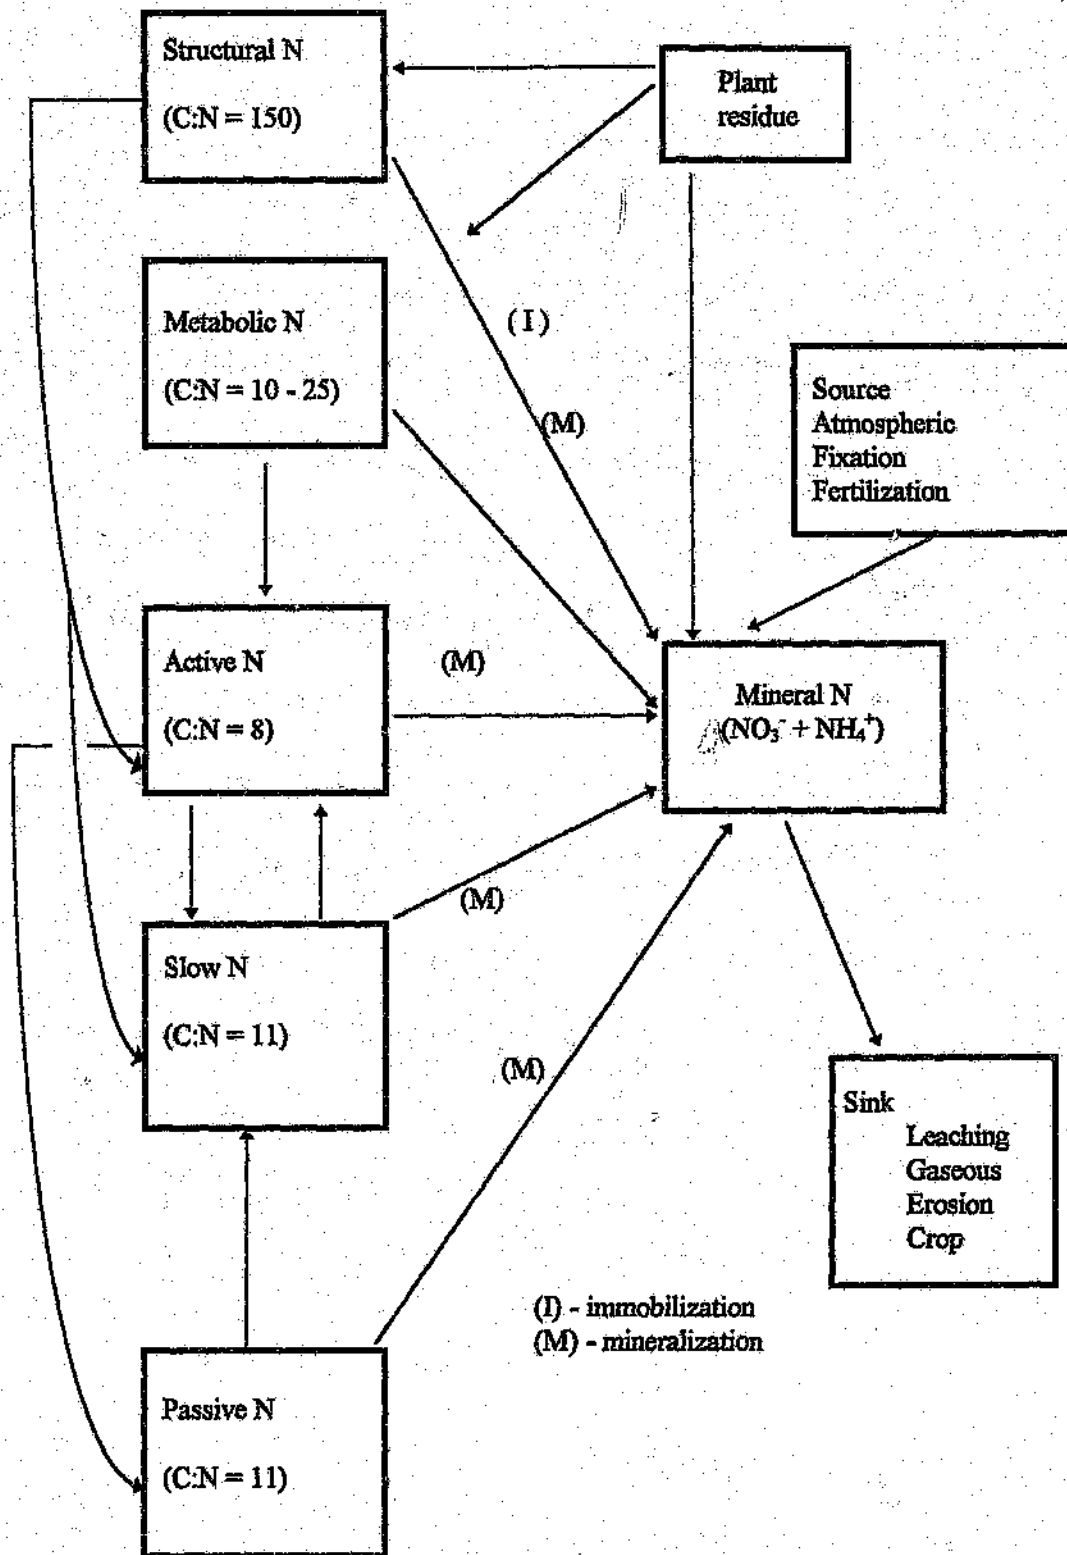 Structural N
(C:N = 150)
Plant
residue
Metabolic N
(C:N = 10 - 25)
( I )
(M)
Source
Atmospheric
Fixation
Fertilization
Active N
(C:N = 8)
(M)
Mineral N
(NO₃⁻ + NH₄⁺)
(M)
Slow N
(C:N = 11)
(M)
Sink
Leaching
Gaseous
Erosion
Crop
(I) - immobilization
(M) - mineralization
Passive N
(C:N = 11)